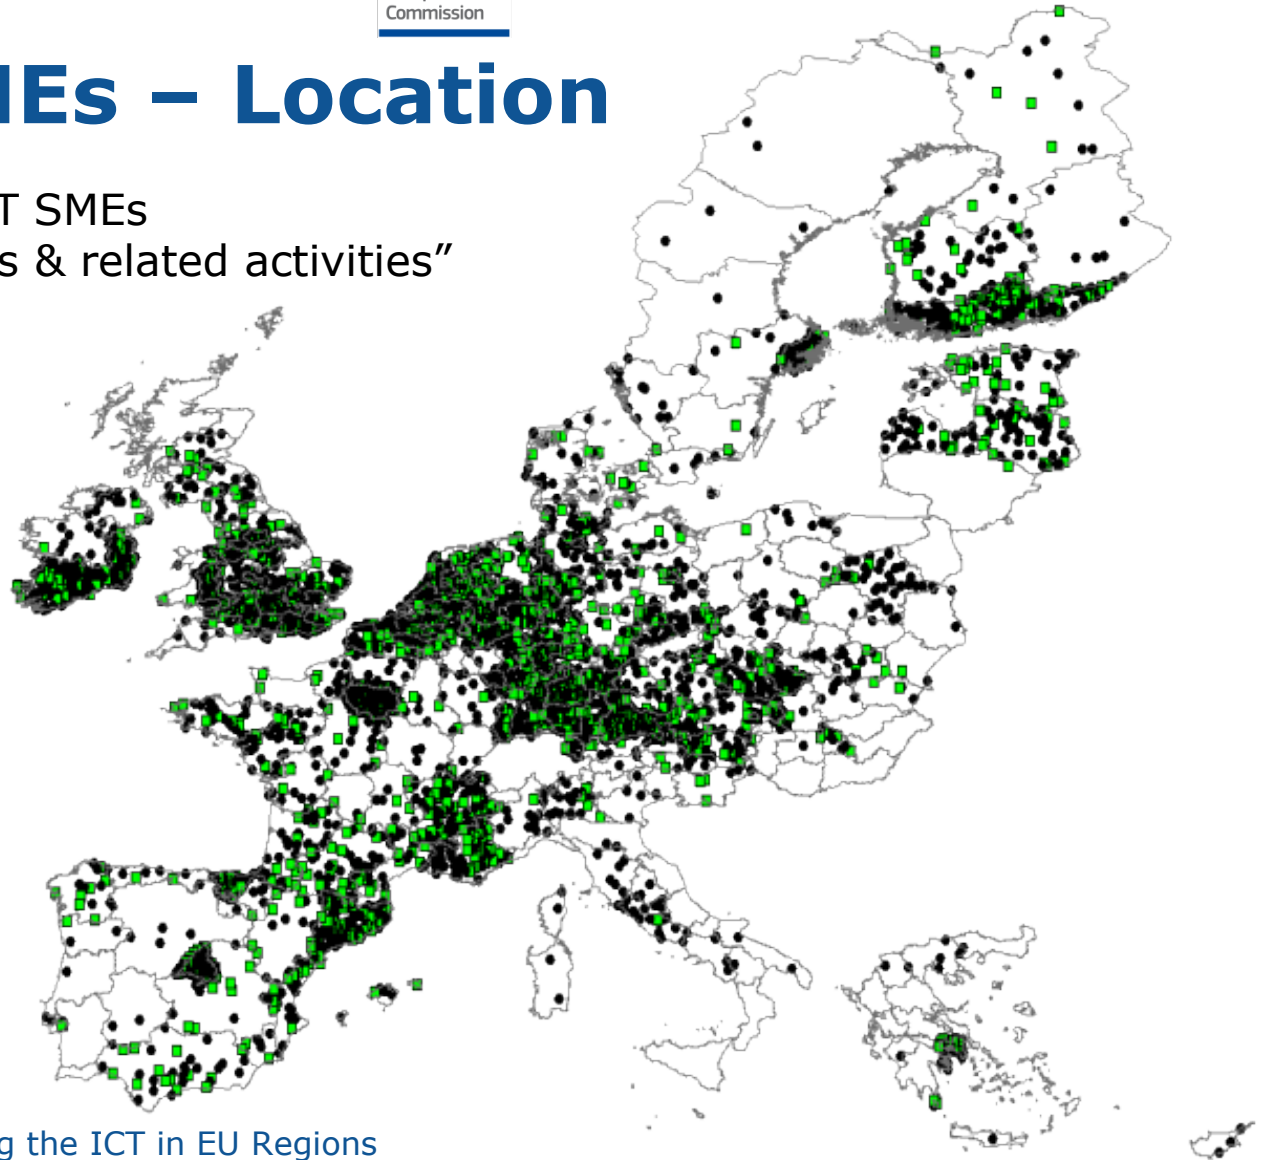 Commission
IEs – Location
T SMEs
s & related activities”
g the ICT in EU Regions